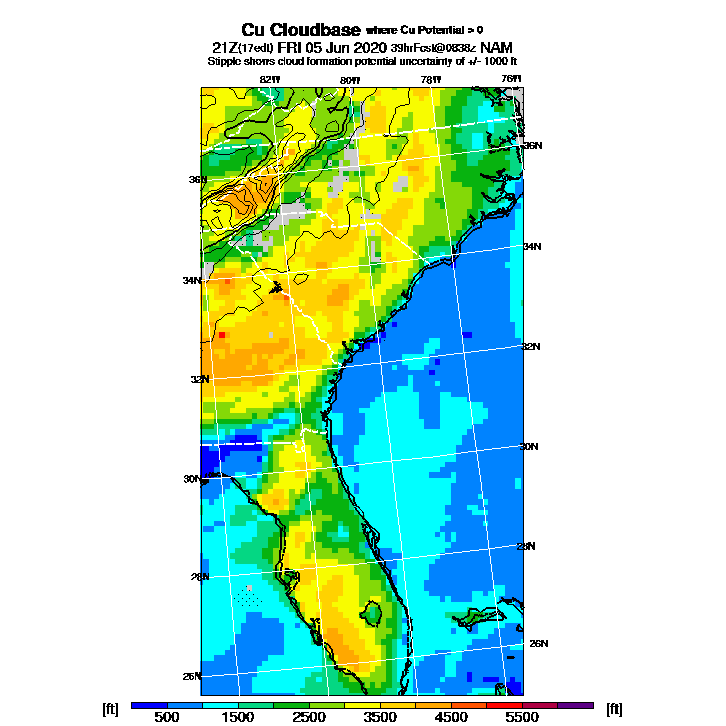 Cu Cloudbase where Cu Potential > 0
21Z(17edt) FRI 05 Jun 2020 39hrFcst@0838z NAM
Stipple shows cloud formation potential uncertainty of +/- 1000 ft
82W 80W 78W 76W
36N
36N
34N
34N
32N
32N
30N
30N
28N
28N
26N
26N
[ft] 500 1500 2500 3500 4500 5500 [ft]